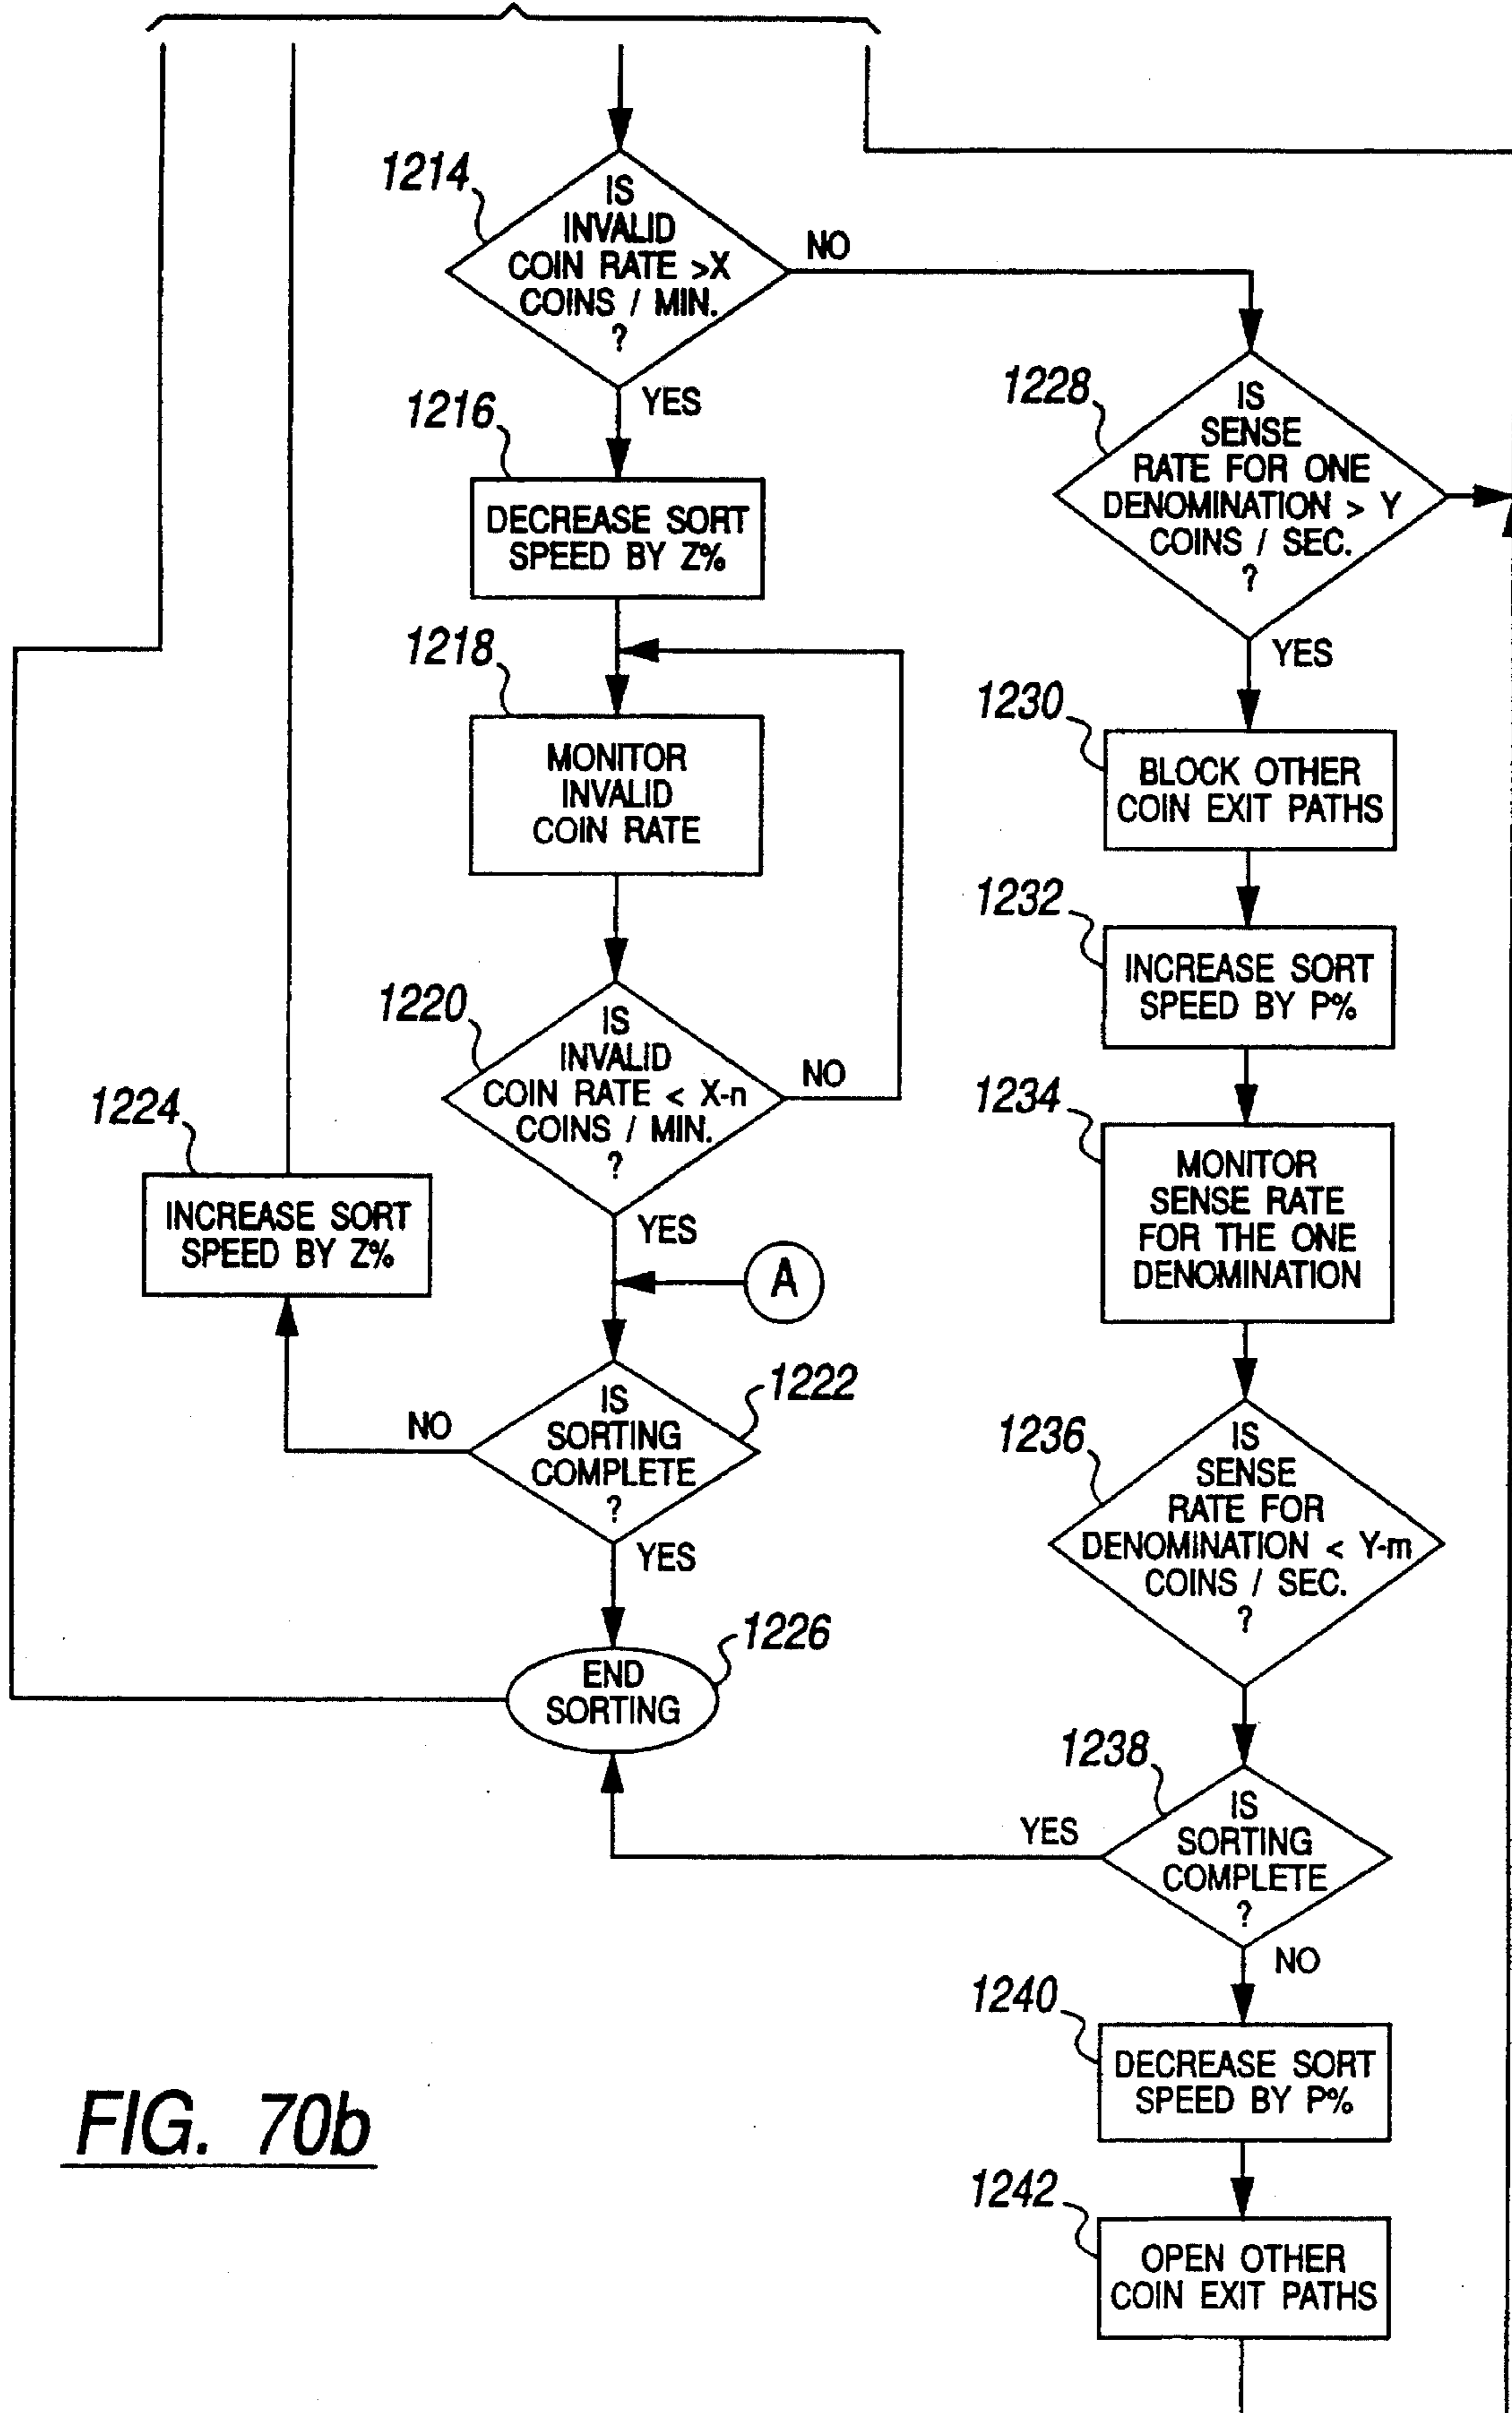 1214
IS
INVALID
COIN RATE >X
COINS / MIN.
?
NO
YES
1216
DECREASE SORT
SPEED BY Z%
1218
MONITOR
INVALID
COIN RATE
1220
IS
INVALID
COIN RATE < X-n
COINS / MIN.
?
NO
YES
A
1224
INCREASE SORT
SPEED BY Z%
1222
IS
SORTING
COMPLETE
?
NO
YES
1226
END
SORTING
1228
IS
SENSE
RATE FOR ONE
DENOMINATION > Y
COINS / SEC.
?
YES
1230
BLOCK OTHER
COIN EXIT PATHS
1232
INCREASE SORT
SPEED BY P%
1234
MONITOR
SENSE RATE
FOR THE ONE
DENOMINATION
1236
IS
SENSE
RATE FOR
DENOMINATION < Y-m
COINS / SEC.
?
1238
IS
SORTING
COMPLETE
?
YES
NO
1240
DECREASE SORT
SPEED BY P%
1242
OPEN OTHER
COIN EXIT PATHS
FIG. 70b